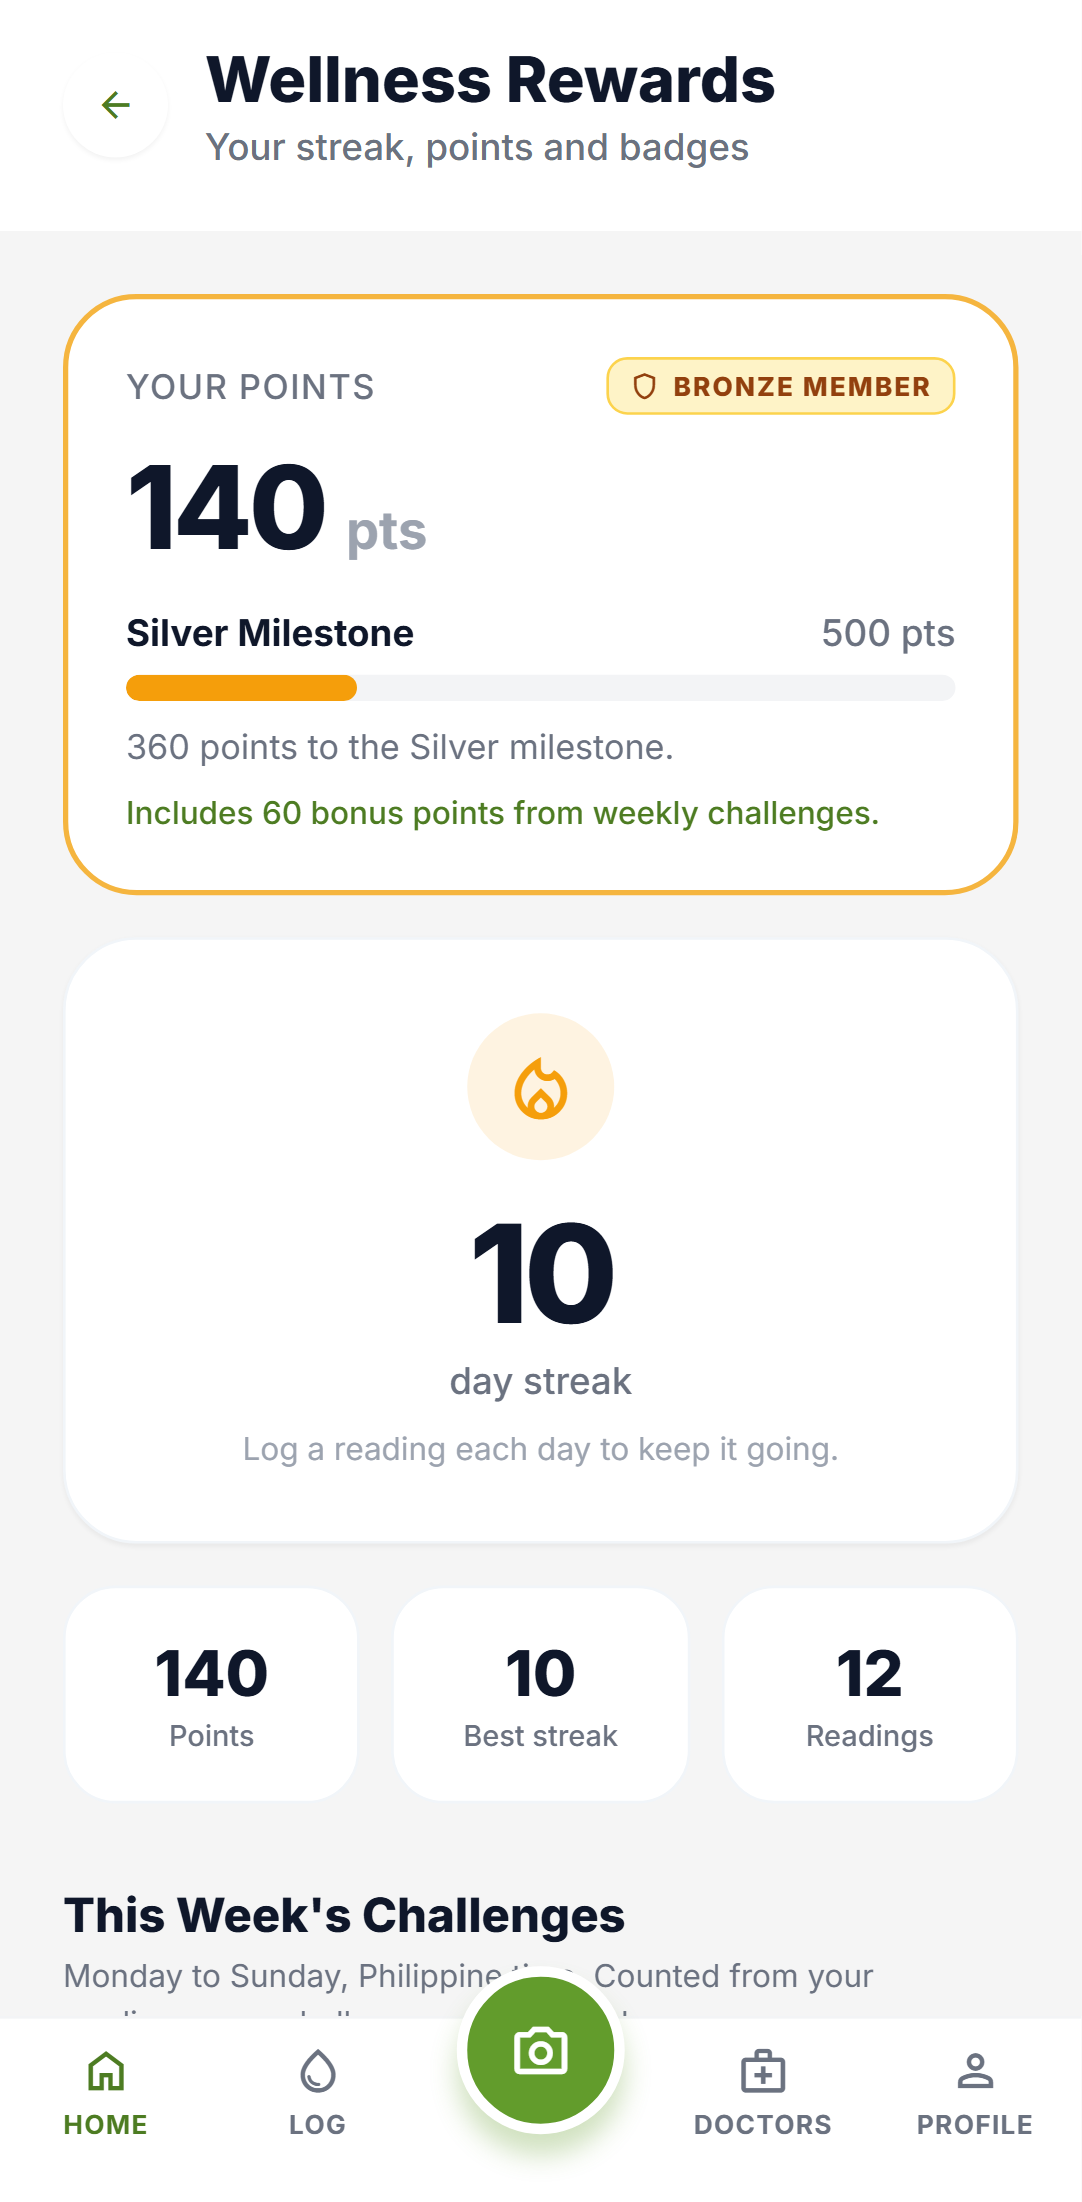 Wellness Rewards
Your streak, points and badges
YOUR POINTS
BRONZE MEMBER
140 pts
Silver Milestone
500 pts
360 points to the Silver milestone.
Includes 60 bonus points from weekly challenges.
10
day streak
Log a reading each day to keep it going.
140
Points
10
Best streak
12
Readings
This Week's Challenges
Monday to Sunday, Philippine Counted from your
HOME
LOG
DOCTORS
PROFILE